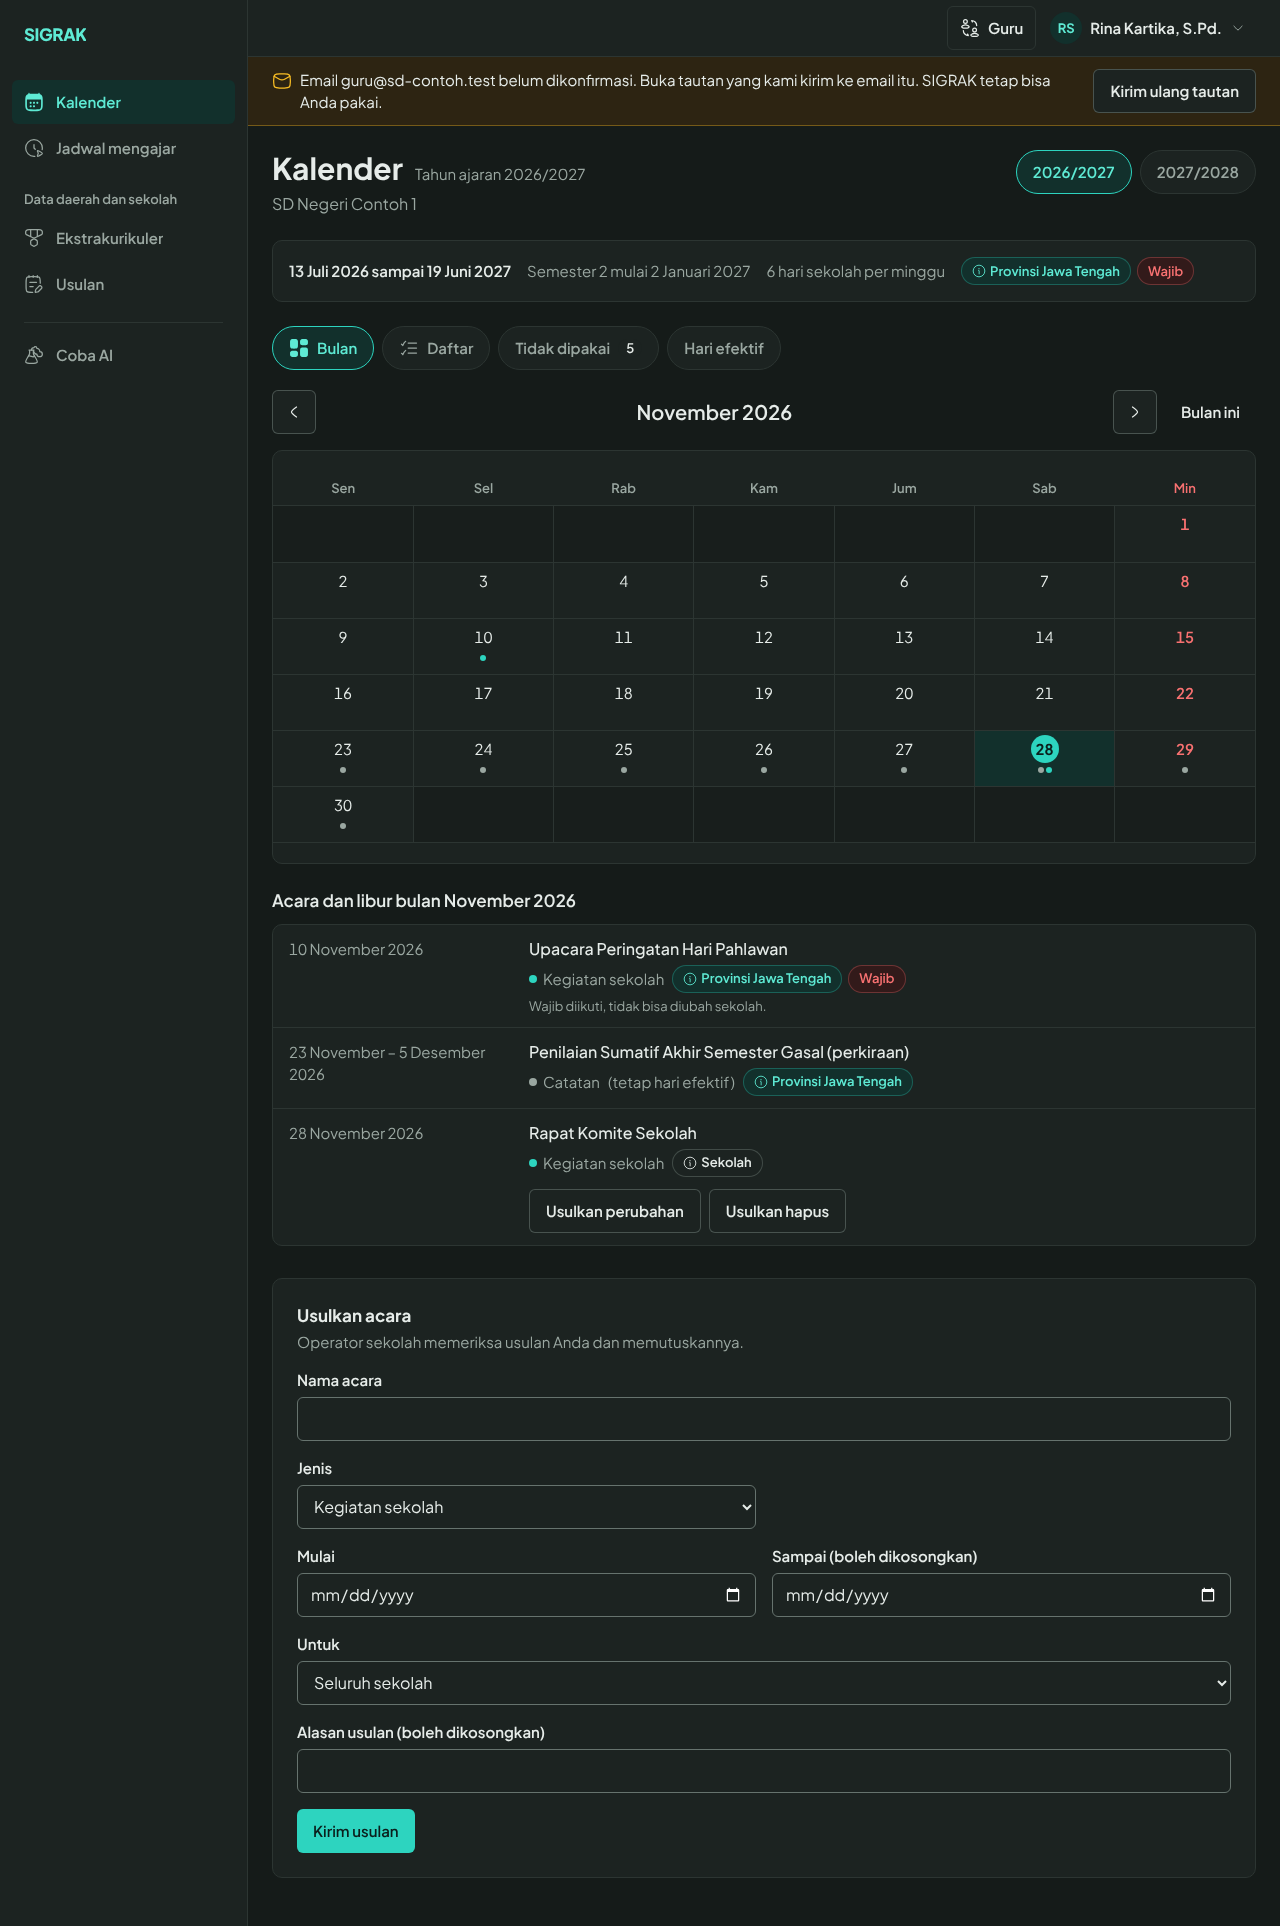 SIGRAK
Kalender
Jadwal mengajar
Data daerah dan sekolah
Ekstrakurikuler
Usulan
Coba AI
Guru
RS
Rina Kartika, S.Pd.
Email guru@sd-contoh.test belum dikonfirmasi. Buka tautan yang kami kirim ke email itu. SIGRAK tetap bisa
Anda pakai.
Kirim ulang tautan
Kalender Tahun ajaran 2026/2027
SD Negeri Contoh 1
2026/2027
2027/2028
13 Juli 2026 sampai 19 Juni 2027 Semester 2 mulai 2 Januari 2027 6 hari sekolah per minggu Provinsi Jawa Tengah Wajib
Bulan
Daftar
Tidak dipakai 5
Hari efektif
November 2026
Bulan ini
Sen Sel Rab Kam Jum Sab Min
1
2 3 4 5 6 7 8
9 10 11 12 13 14 15
16 17 18 19 20 21 22
23 24 25 26 27 28 29
30
Acara dan libur bulan November 2026
10 November 2026
Upacara Peringatan Hari Pahlawan
Kegiatan sekolah Provinsi Jawa Tengah Wajib
Wajib diikuti, tidak bisa diubah sekolah.
23 November – 5 Desember
2026
Penilaian Sumatif Akhir Semester Gasal (perkiraan)
Catatan (tetap hari efektif) Provinsi Jawa Tengah
28 November 2026
Rapat Komite Sekolah
Kegiatan sekolah Sekolah
Usulkan perubahan
Usulkan hapus
Usulkan acara
Operator sekolah memeriksa usulan Anda dan memutuskannya.
Nama acara
Jenis
Kegiatan sekolah
Mulai
mm/dd/yyyy
Sampai (boleh dikosongkan)
mm/dd/yyyy
Untuk
Seluruh sekolah
Alasan usulan (boleh dikosongkan)
Kirim usulan